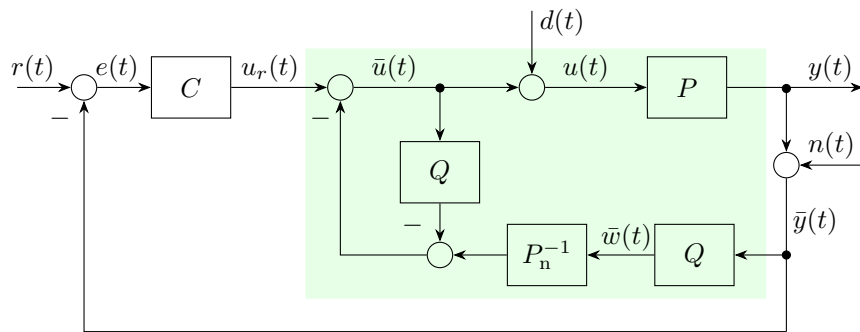 d(t)
r(t) e(t) C u_r(t) ū(t) u(t) P y(t)
− −
n(t)
Q
− ȳ(t)
P_n^{-1} w̄(t) Q